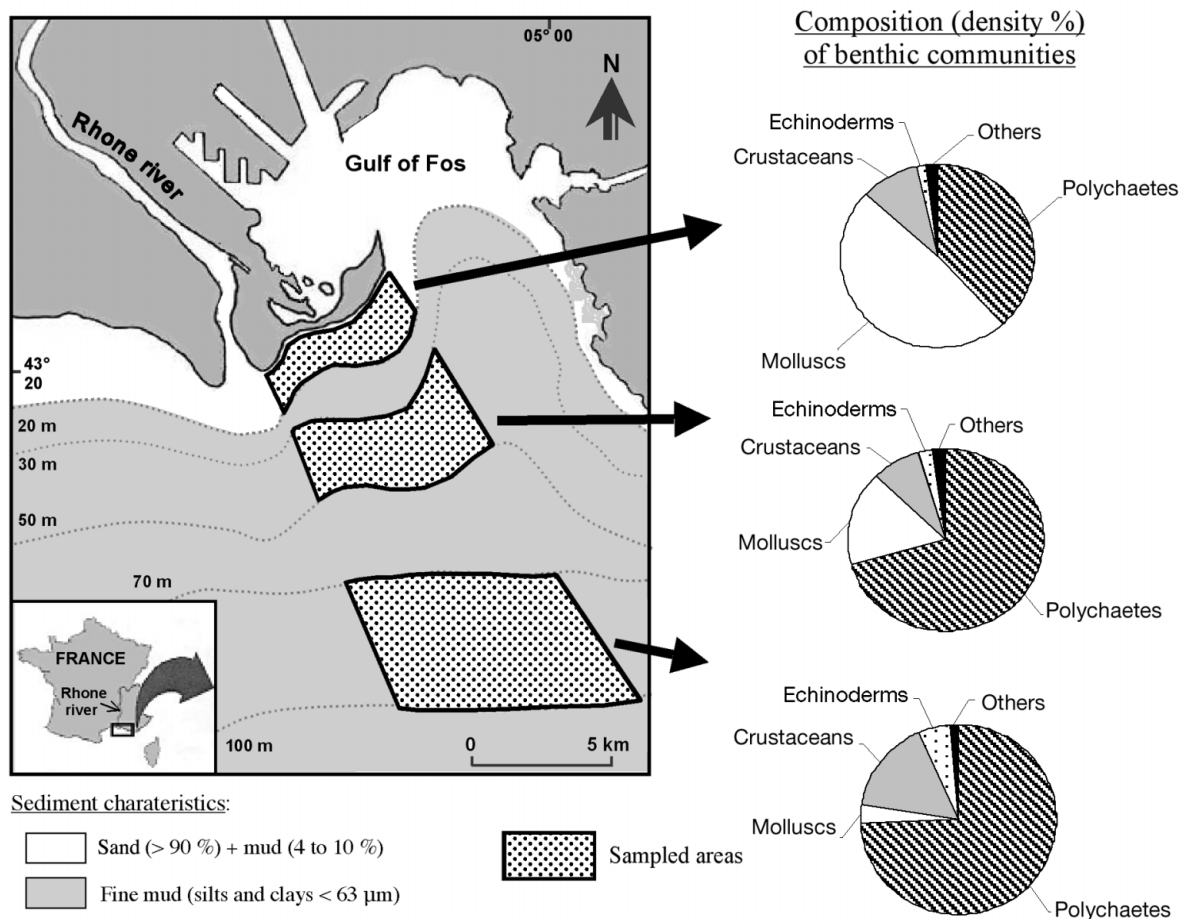 Composition (density %)
of benthic communities
05° 00
N
Rhone river
Gulf of Fos
43°
20
20 m
30 m
50 m
70 m
100 m
0 5 km
FRANCE
Rhone
river
Echinoderms
Others
Crustaceans
Polychaetes
Molluscs
Echinoderms
Others
Crustaceans
Molluscs
Polychaetes
Echinoderms
Others
Crustaceans
Molluscs
Polychaetes
Sediment charateristics:
Sand (> 90 %) + mud (4 to 10 %)
Fine mud (silts and clays < 63 µm)
Sampled areas